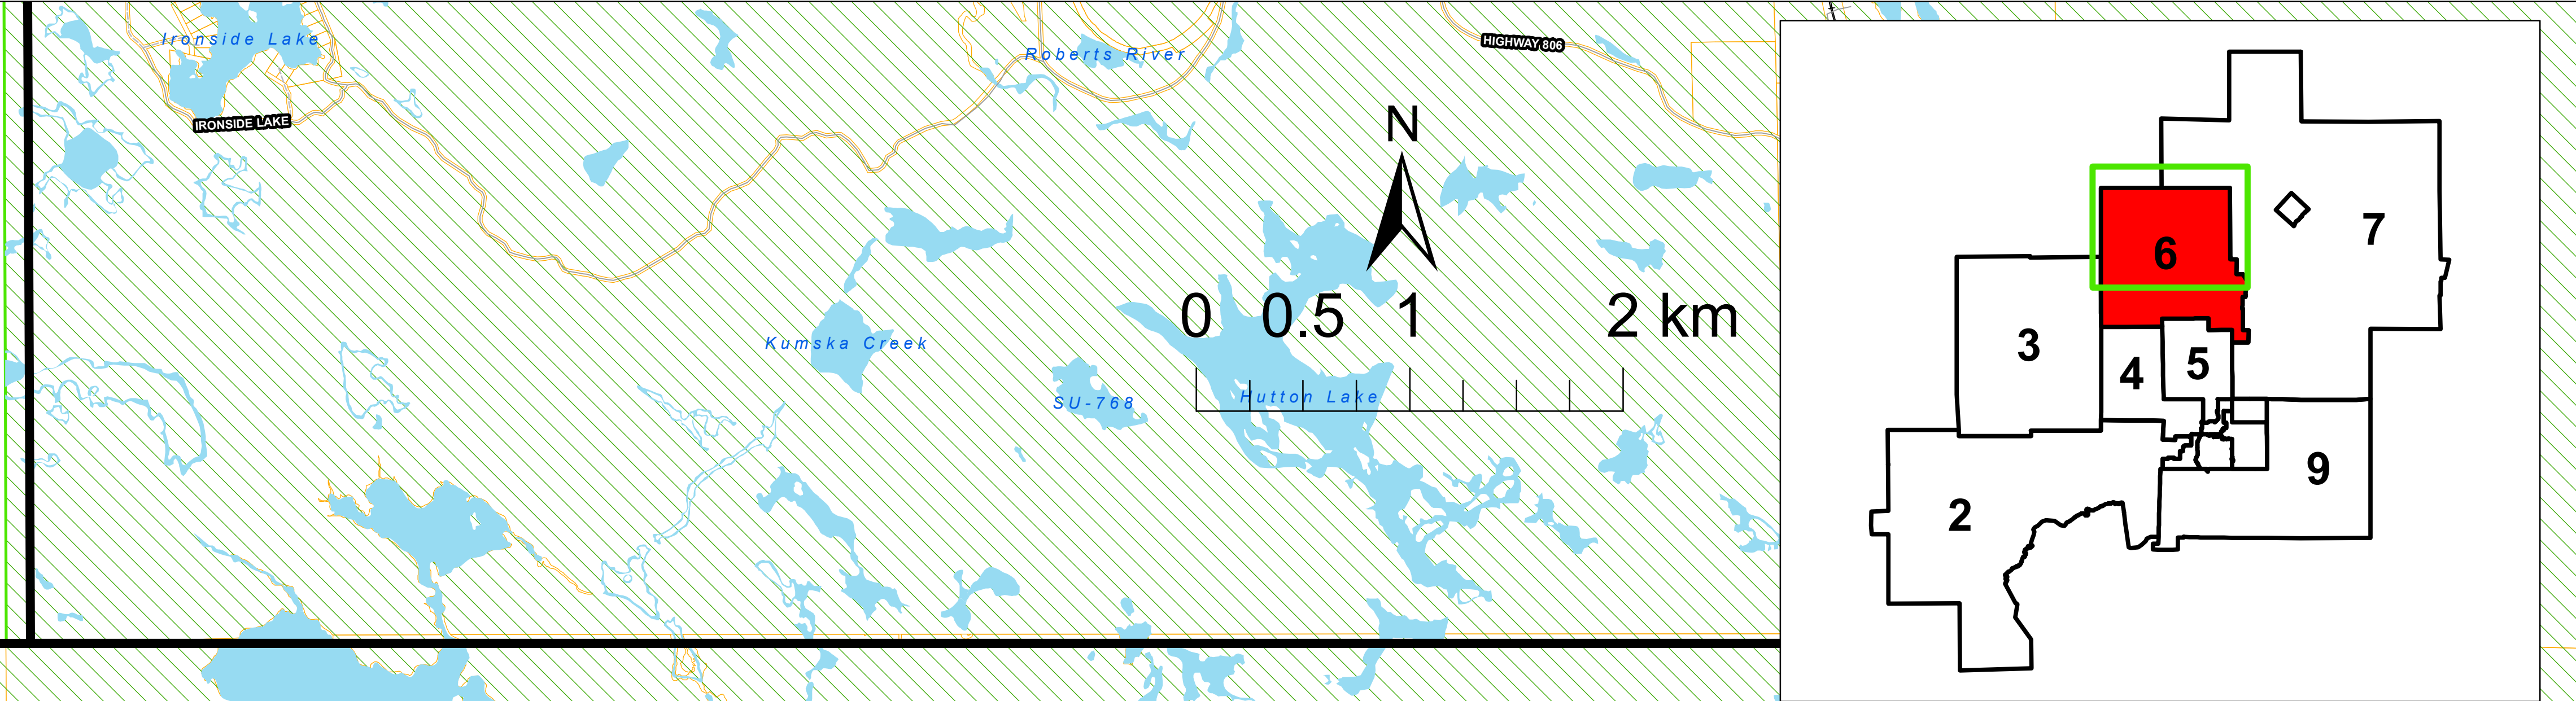 Ironside Lake
Roberts River
HIGHWAY 806
IRONSIDE LAKE
N
0 0.5 1 2 km
Kumska Creek
SU-768
Hutton Lake
6
7
3
4
5
9
2